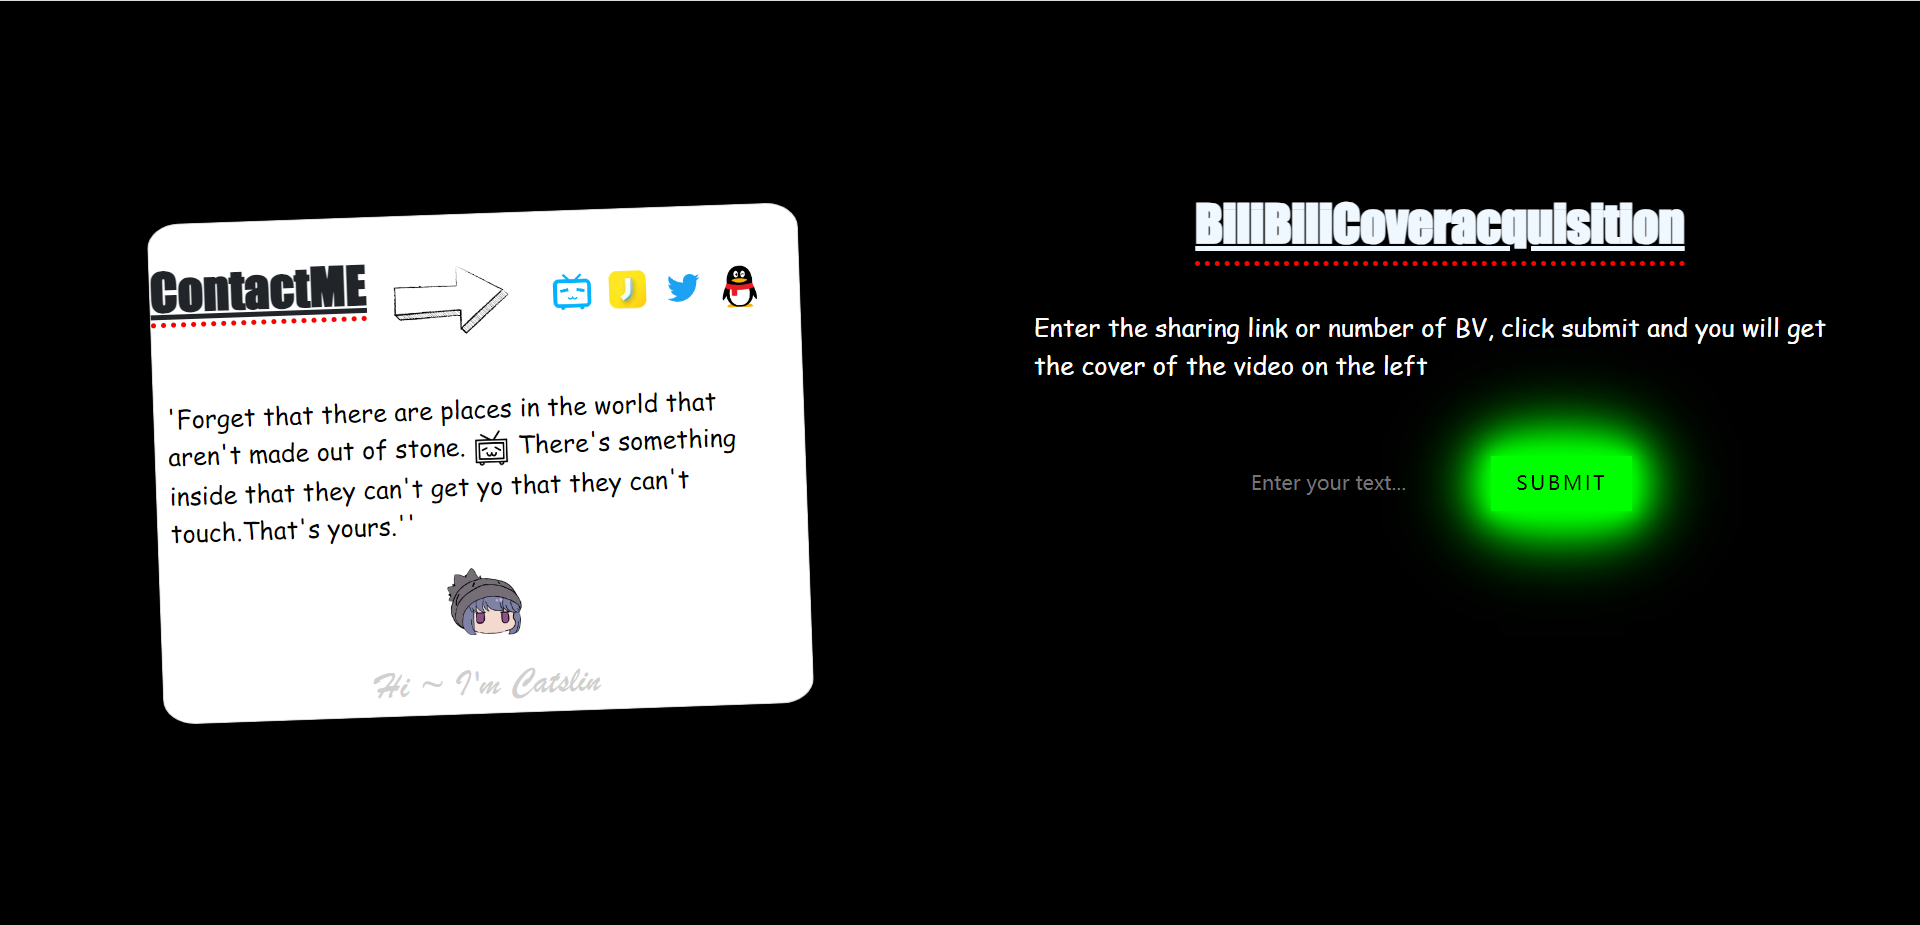 ContactME
'Forget that there are places in the world that
aren't made out of stone. There's something
inside that they can't get yo that they can't
touch.That's yours.''
Hi ~ I'm Catslin
BiliBiliCoveracquisition
Enter the sharing link or number of BV, click submit and you will get
the cover of the video on the left
Enter your text...
SUBMIT